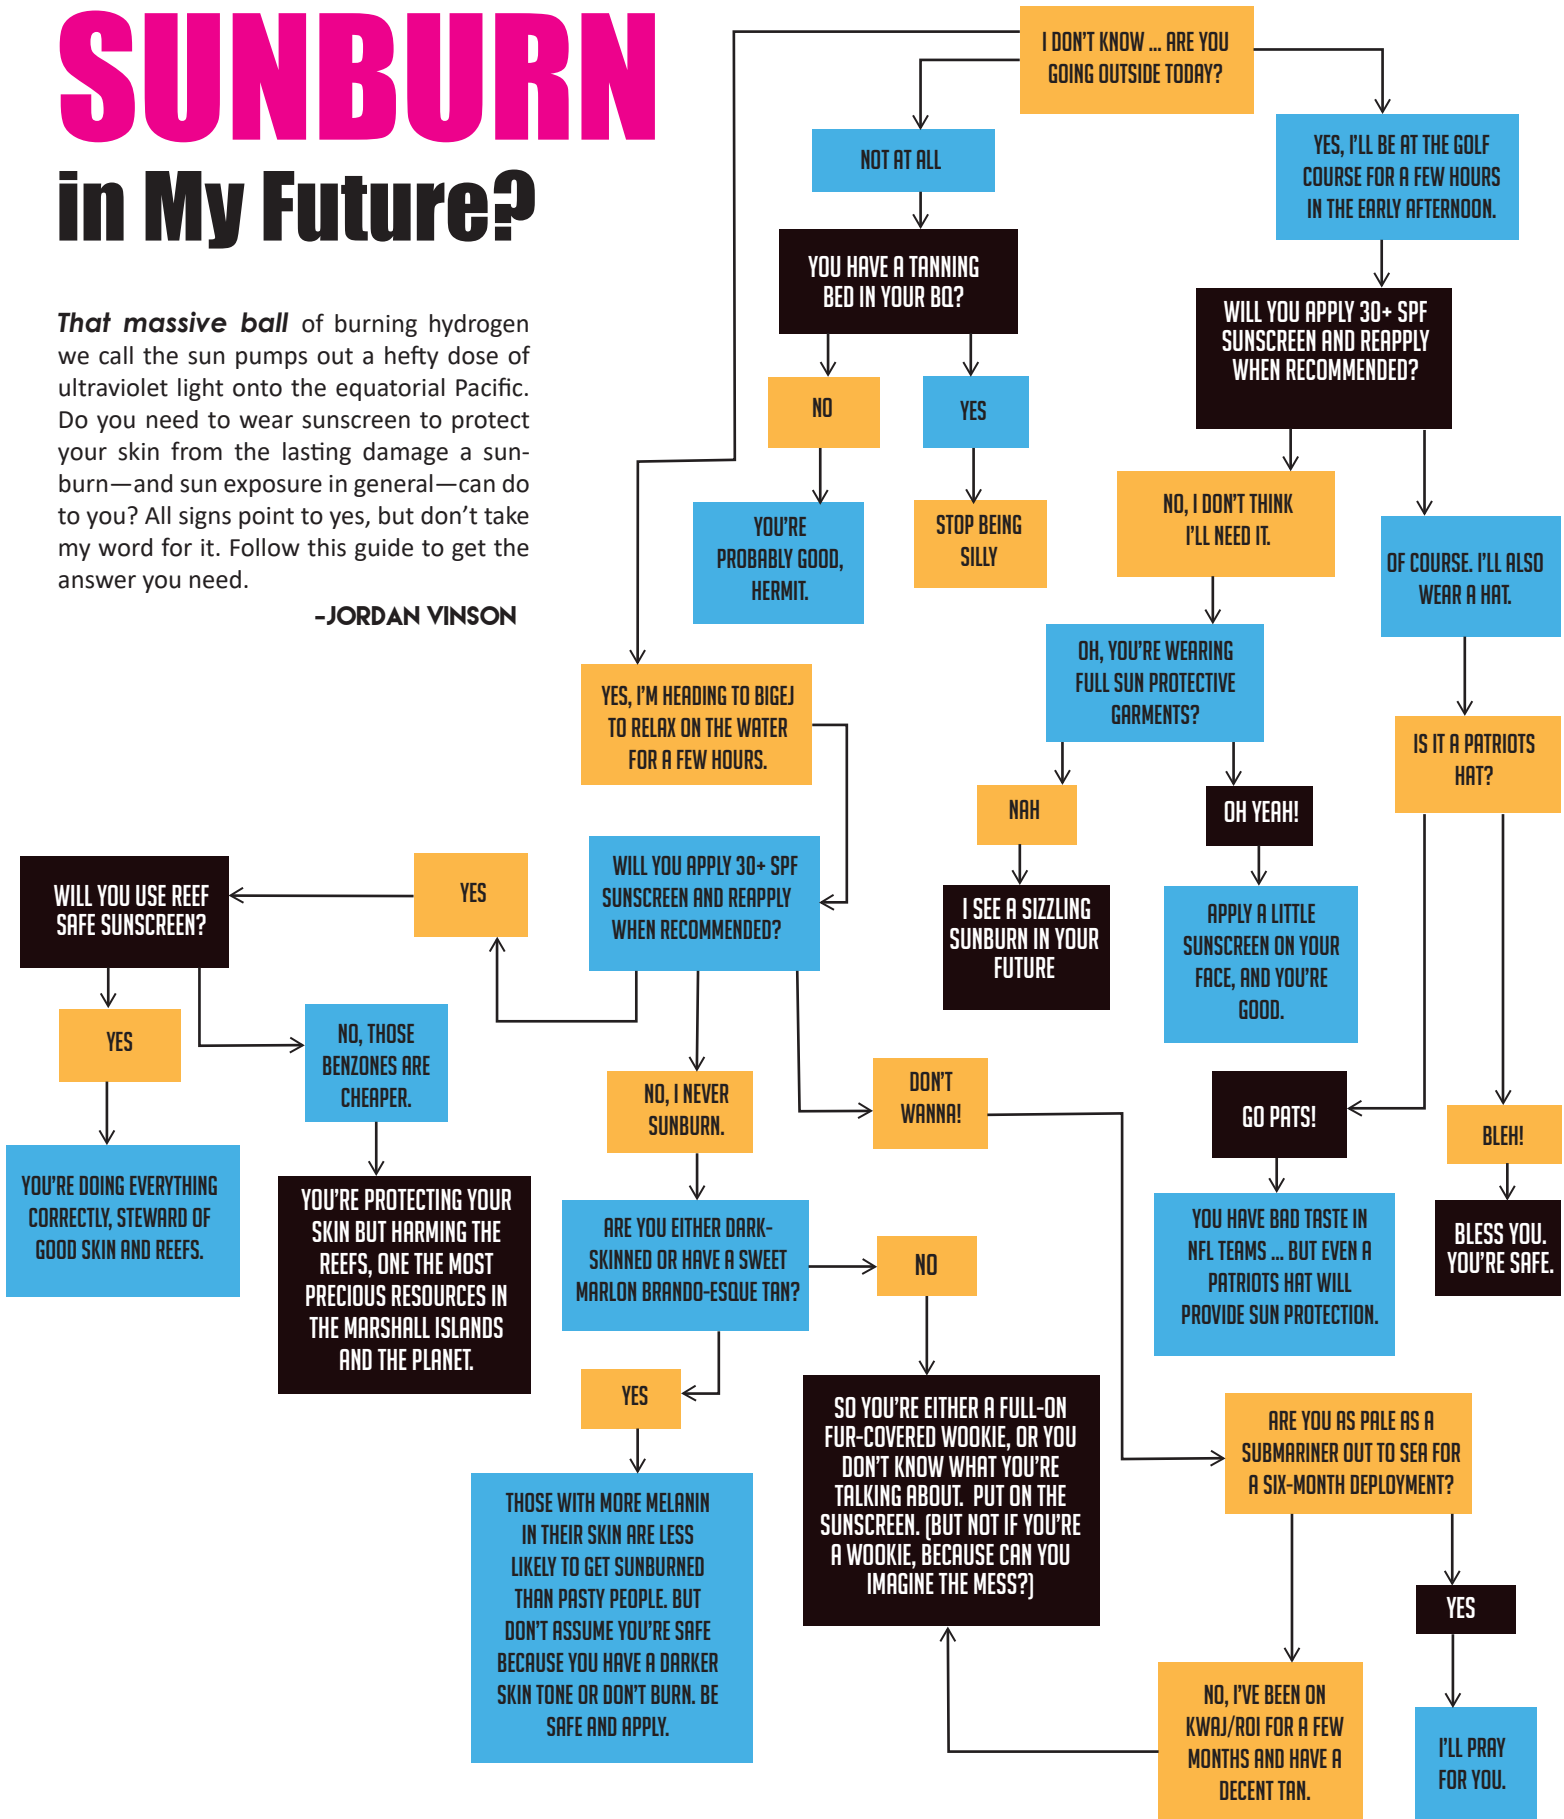 SUNBURN
in My Future?
That massive ball of burning hydrogen
we call the sun pumps out a hefty dose of
ultraviolet light onto the equatorial Pacific.
Do you need to wear sunscreen to protect
your skin from the lasting damage a sun-
burn—and sun exposure in general—can do
to you? All signs point to yes, but don't take
my word for it. Follow this guide to get the
answer you need.
–JORDAN VINSON
I DON'T KNOW ... ARE YOU
GOING OUTSIDE TODAY?
NOT AT ALL
YOU HAVE A TANNING
BED IN YOUR BQ?
NO
YES
YOU'RE
PROBABLY GOOD,
HERMIT.
STOP BEING
SILLY
YES, I'LL BE AT THE GOLF
COURSE FOR A FEW HOURS
IN THE EARLY AFTERNOON.
WILL YOU APPLY 30+ SPF
SUNSCREEN AND REAPPLY
WHEN RECOMMENDED?
NO, I DON'T THINK
I'LL NEED IT.
OF COURSE. I'LL ALSO
WEAR A HAT.
OH, YOU'RE WEARING
FULL SUN PROTECTIVE
GARMENTS?
IS IT A PATRIOTS
HAT?
NAH
OH YEAH!
I SEE A SIZZLING
SUNBURN IN YOUR
FUTURE
APPLY A LITTLE
SUNSCREEN ON YOUR
FACE, AND YOU'RE
GOOD.
GO PATS!
BLEH!
YOU HAVE BAD TASTE IN
NFL TEAMS ... BUT EVEN A
PATRIOTS HAT WILL
PROVIDE SUN PROTECTION.
BLESS YOU.
YOU'RE SAFE.
YES, I'M HEADING TO BIGEJ
TO RELAX ON THE WATER
FOR A FEW HOURS.
WILL YOU APPLY 30+ SPF
SUNSCREEN AND REAPPLY
WHEN RECOMMENDED?
YES
WILL YOU USE REEF
SAFE SUNSCREEN?
YES
NO, THOSE
BENZONES ARE
CHEAPER.
YOU'RE DOING EVERYTHING
CORRECTLY, STEWARD OF
GOOD SKIN AND REEFS.
YOU'RE PROTECTING YOUR
SKIN BUT HARMING THE
REEFS, ONE THE MOST
PRECIOUS RESOURCES IN
THE MARSHALL ISLANDS
AND THE PLANET.
NO, I NEVER
SUNBURN.
DON'T
WANNA!
ARE YOU EITHER DARK-
SKINNED OR HAVE A SWEET
MARLON BRANDO-ESQUE TAN?
NO
YES
THOSE WITH MORE MELANIN
IN THEIR SKIN ARE LESS
LIKELY TO GET SUNBURNED
THAN PASTY PEOPLE. BUT
DON'T ASSUME YOU'RE SAFE
BECAUSE YOU HAVE A DARKER
SKIN TONE OR DON'T BURN. BE
SAFE AND APPLY.
SO YOU'RE EITHER A FULL-ON
FUR-COVERED WOOKIE, OR YOU
DON'T KNOW WHAT YOU'RE
TALKING ABOUT. PUT ON THE
SUNSCREEN. (BUT NOT IF YOU'RE
A WOOKIE, BECAUSE CAN YOU
IMAGINE THE MESS?)
ARE YOU AS PALE AS A
SUBMARINER OUT TO SEA FOR
A SIX-MONTH DEPLOYMENT?
YES
NO, I'VE BEEN ON
KWAJ/ROI FOR A FEW
MONTHS AND HAVE A
DECENT TAN.
I'LL PRAY
FOR YOU.